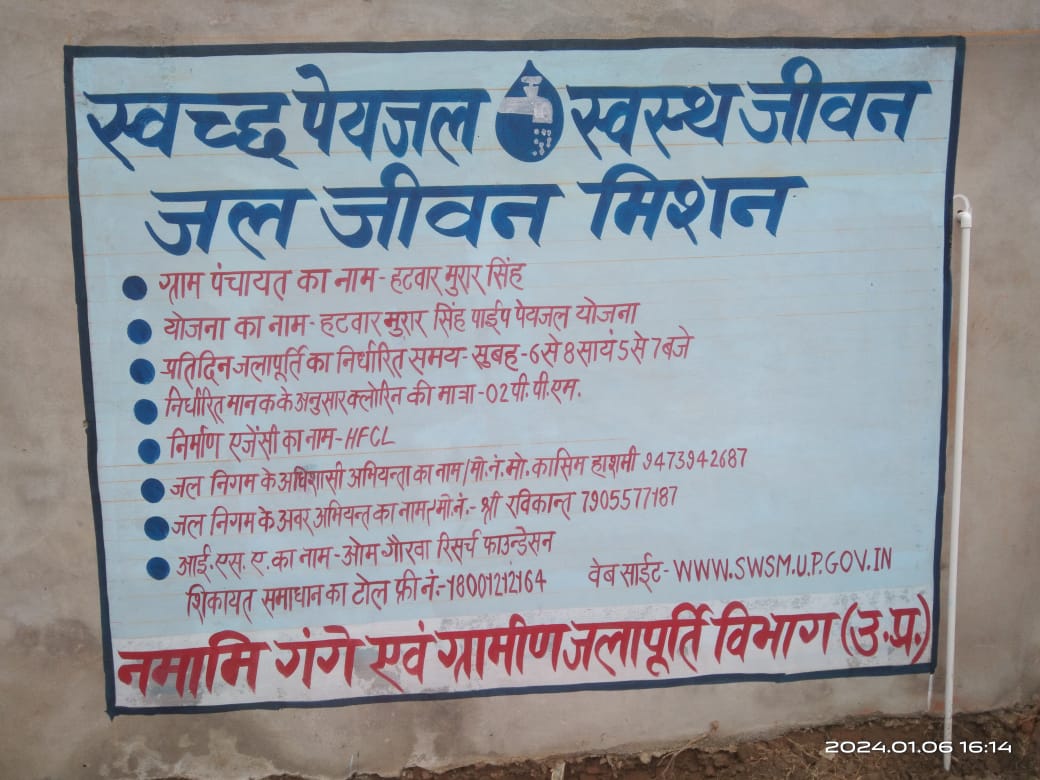 स्वच्छ पेयजल स्वस्थ जीवन
जल जीवन मिशन
ग्राम पंचायत का नाम - हटवार मुरार सिंह
योजना का नाम - हटवार मुरार सिंह पाईप पेयजल योजना
प्रतिदिन जलापूर्ति का निर्धारित समय - सुबह - 6 से 8 सायं 5 से 7 बजे
निर्धारित मानक के अनुसार क्लोरिन की मात्रा - 02 पी. पी. एम.
निर्माण एजेंसी का नाम - HFCL
जल निगम के अधिशासी अभियन्ता का नाम / मो. नं. मो. कासिम हाशमी 9473942687
जल निगम के अवर अभियन्त का नाम / मो. नं. - श्री रविकान्त 7905577187
आई. एस. ए. का नाम - ओम गौरवा रिसर्च फाउन्डेसन
शिकायत समाधान का टोल फ्री नं. - 18001212164 वेब साईट - WWW.SWSM.U.P.GOV.IN
नमामि गंगे एवं ग्रामीण जलापूर्ति विभाग (उ.प्र.)
2024.01.06 16:14